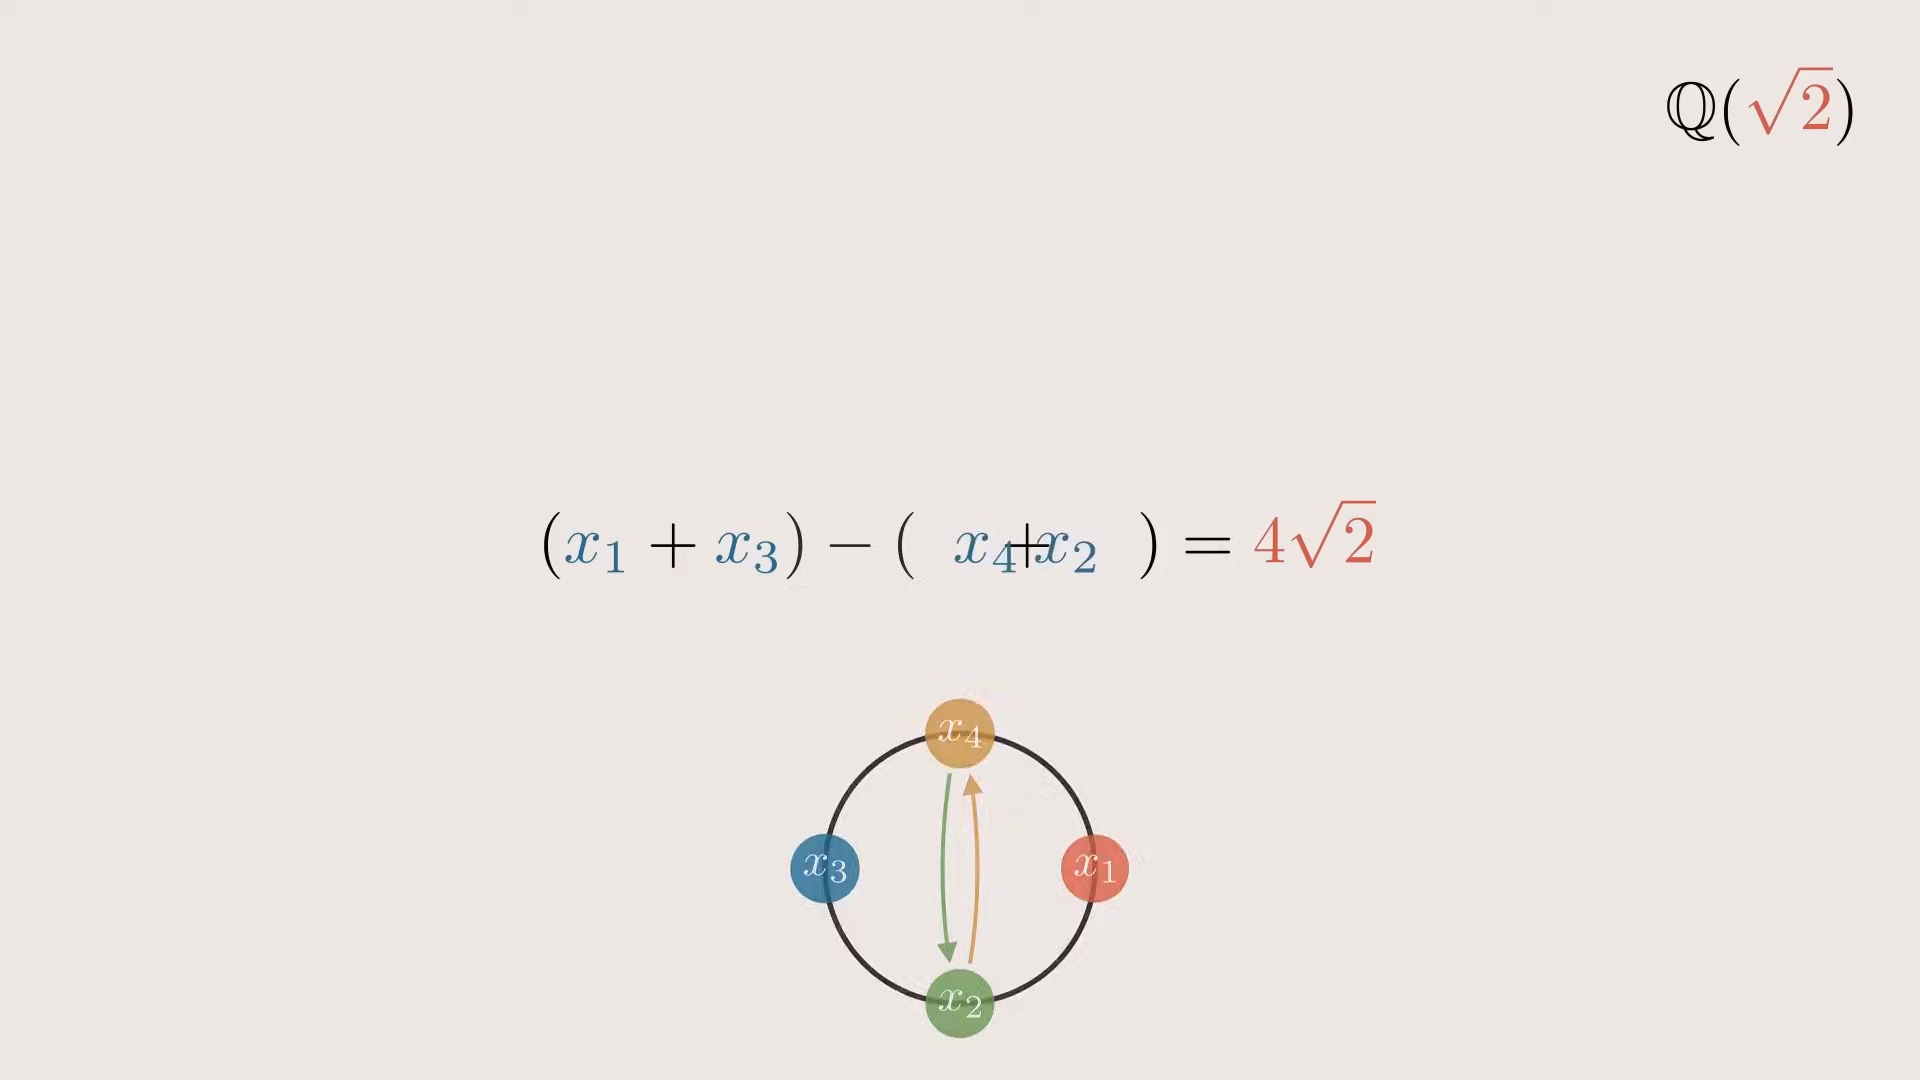 ℚ(√2)
(x₁ + x₃) − ( x₄+x₂ ) = 4√2
x₄
x₃ x₁
x₂